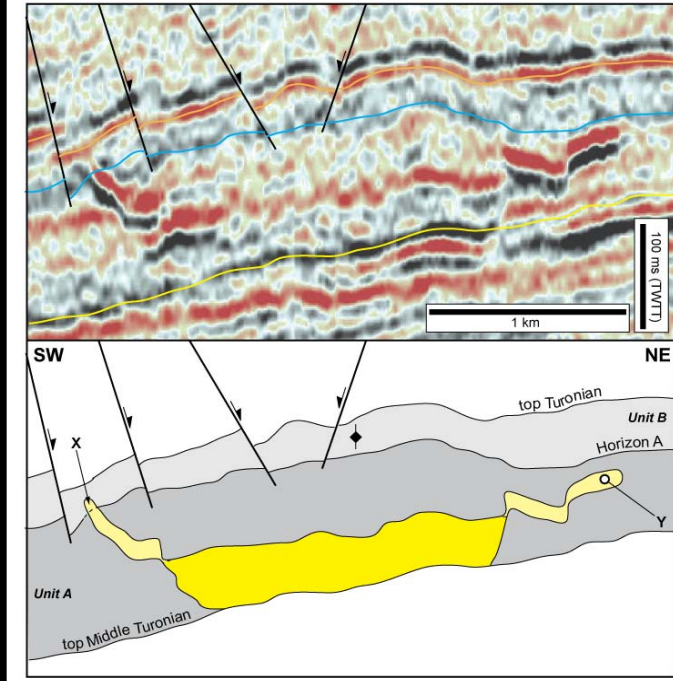 100 ms (TWTT)
1 km
SW
NE
top Turonian
Unit B
Horizon A
X
Y
Unit A
top Middle Turonian